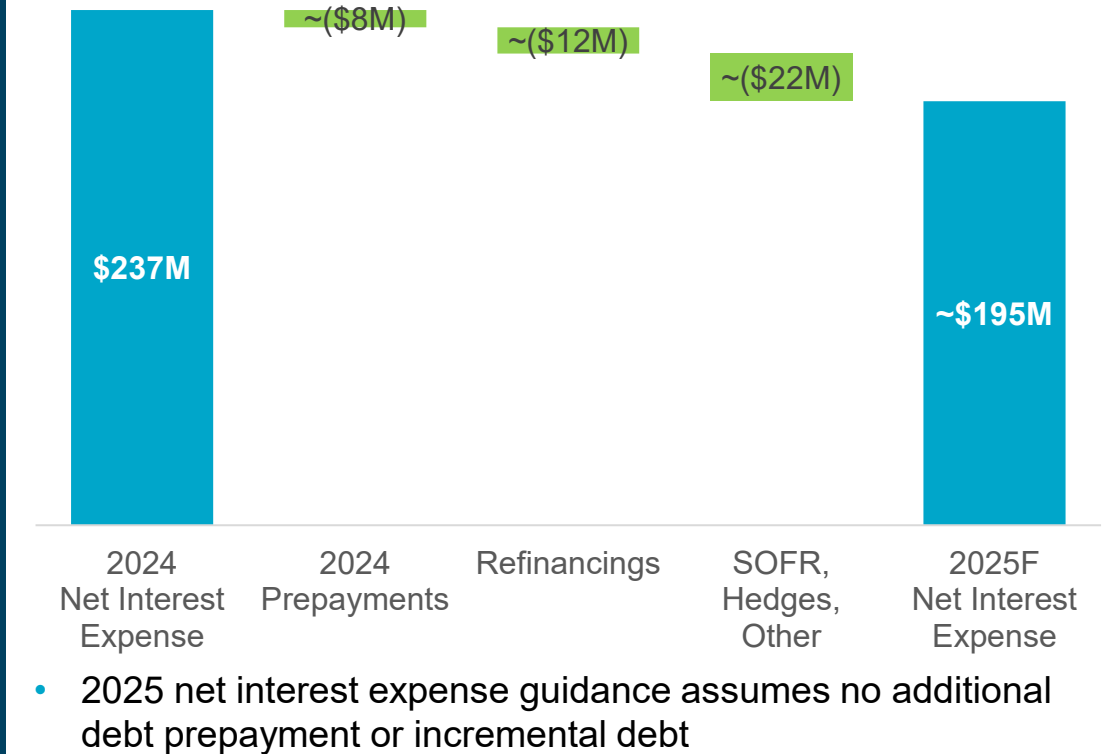 ~($8M)
~($12M)
~($22M)
$237M
~$195M
2024
Net Interest
Expense
2024
Prepayments
Refinancings
SOFR,
Hedges,
Other
2025F
Net Interest
Expense
• 2025 net interest expense guidance assumes no additional
debt prepayment or incremental debt